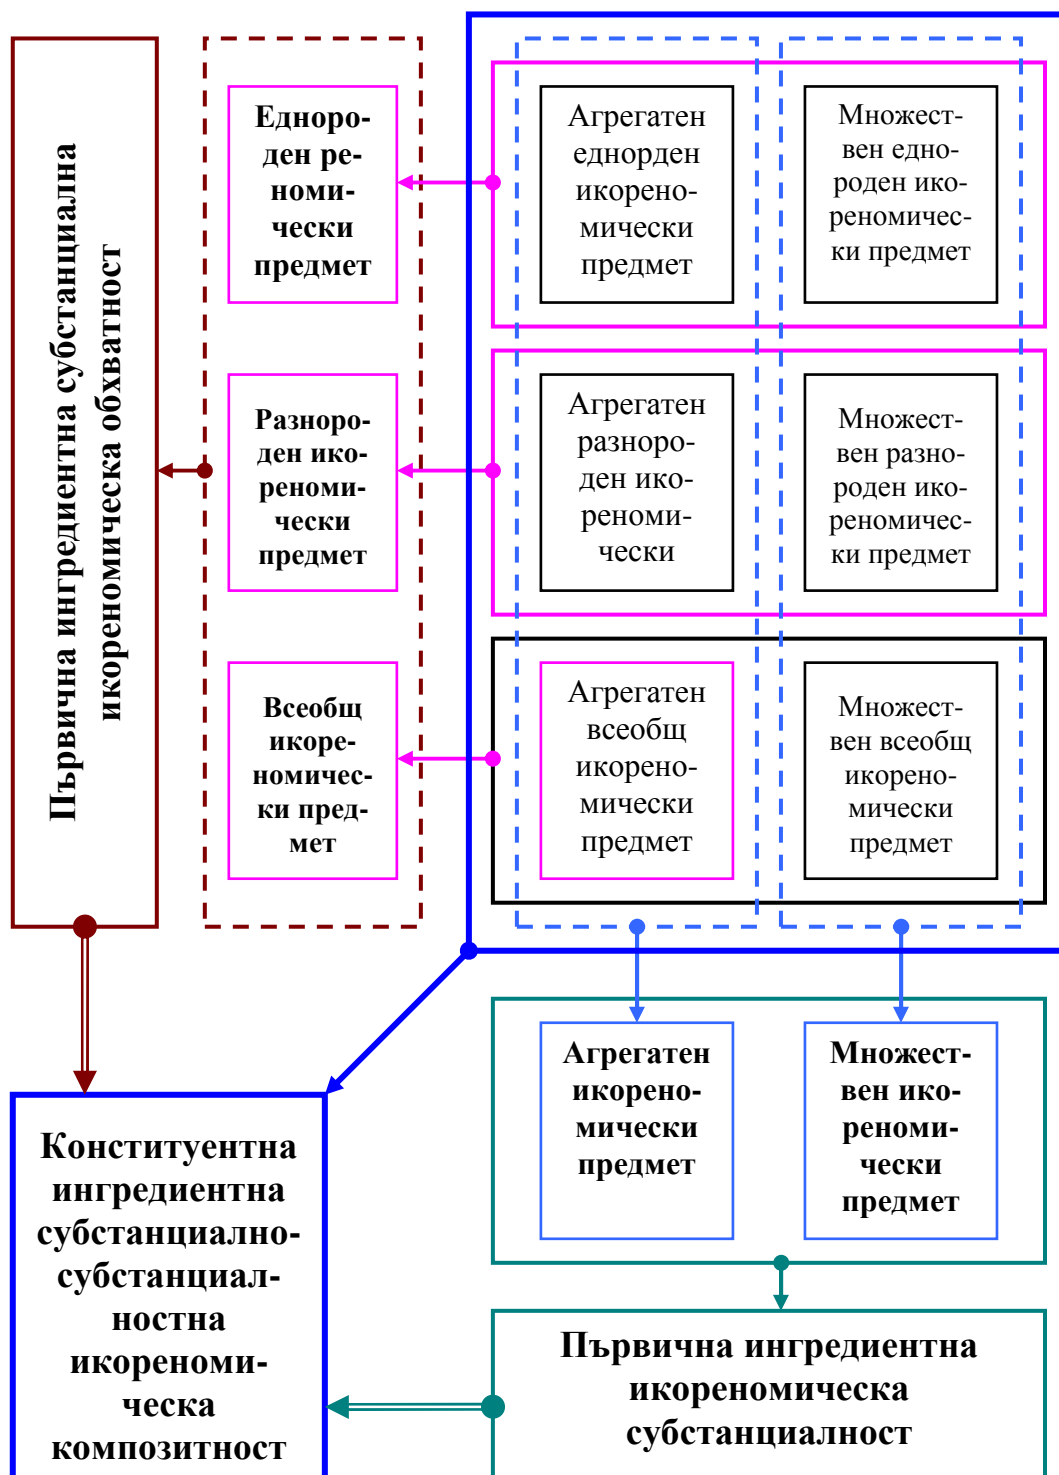 Първична ингредиентна субстанциална
икореномическа обхватност
Едноро-
ден ре-
номи-
чески
предмет
Агрегатен
еднорден
икорено-
мически
предмет
Множест-
вен едно-
роден ико-
реномичес-
ки предмет
Разноро-
ден ико-
реноми-
чески
предмет
Агрегатен
разноро-
ден ико-
реноми-
чески
Множест-
вен разно-
роден ико-
реномичес-
ки предмет
Всеобщ
икоре-
номичес-
ки пред-
мет
Агрегатен
всеобщ
икорено-
мически
предмет
Множест-
вен всеобщ
икорено-
мически
предмет
Агрегатен
икорено-
мически
предмет
Множест-
вен ико-
реноми-
чески
предмет
Конституентна
ингредиентна
субстанциално-
субстанциал-
ностна
икореноми-
ческа
композитност
Първична ингредиентна
икореномическа
субстанциалност